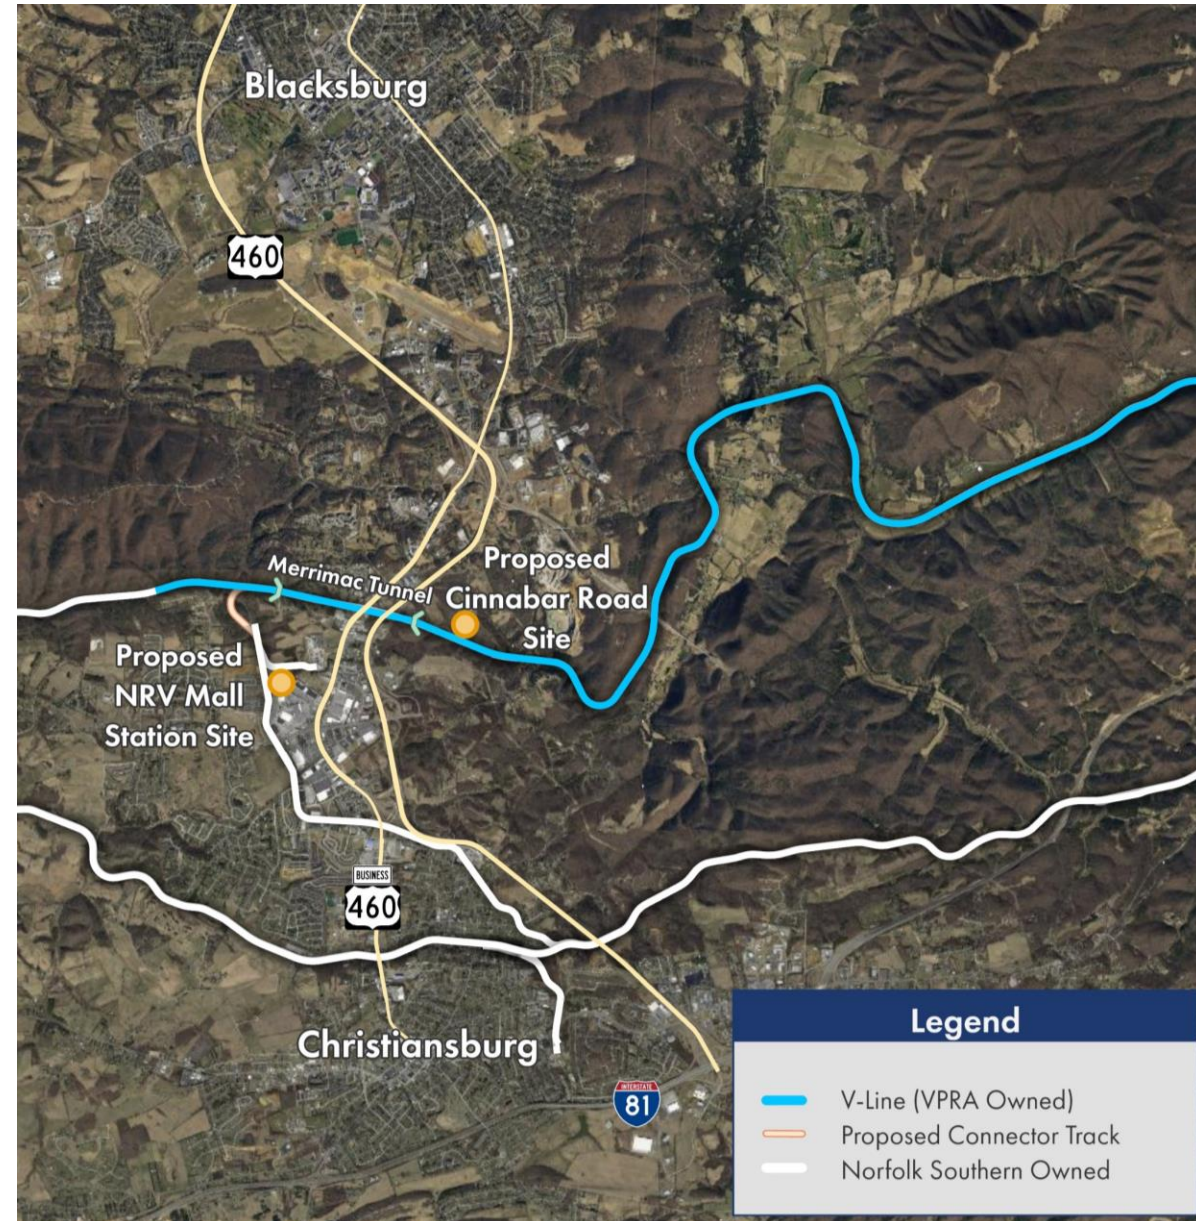 Blacksburg
460
Merrimac Tunnel
Proposed
Cinnabar Road
Site
Proposed
NRV Mall
Station Site
BUSINESS
460
Christiansburg
INTERSTATE
81
Legend
V-Line (VPRA Owned)
Proposed Connector Track
Norfolk Southern Owned